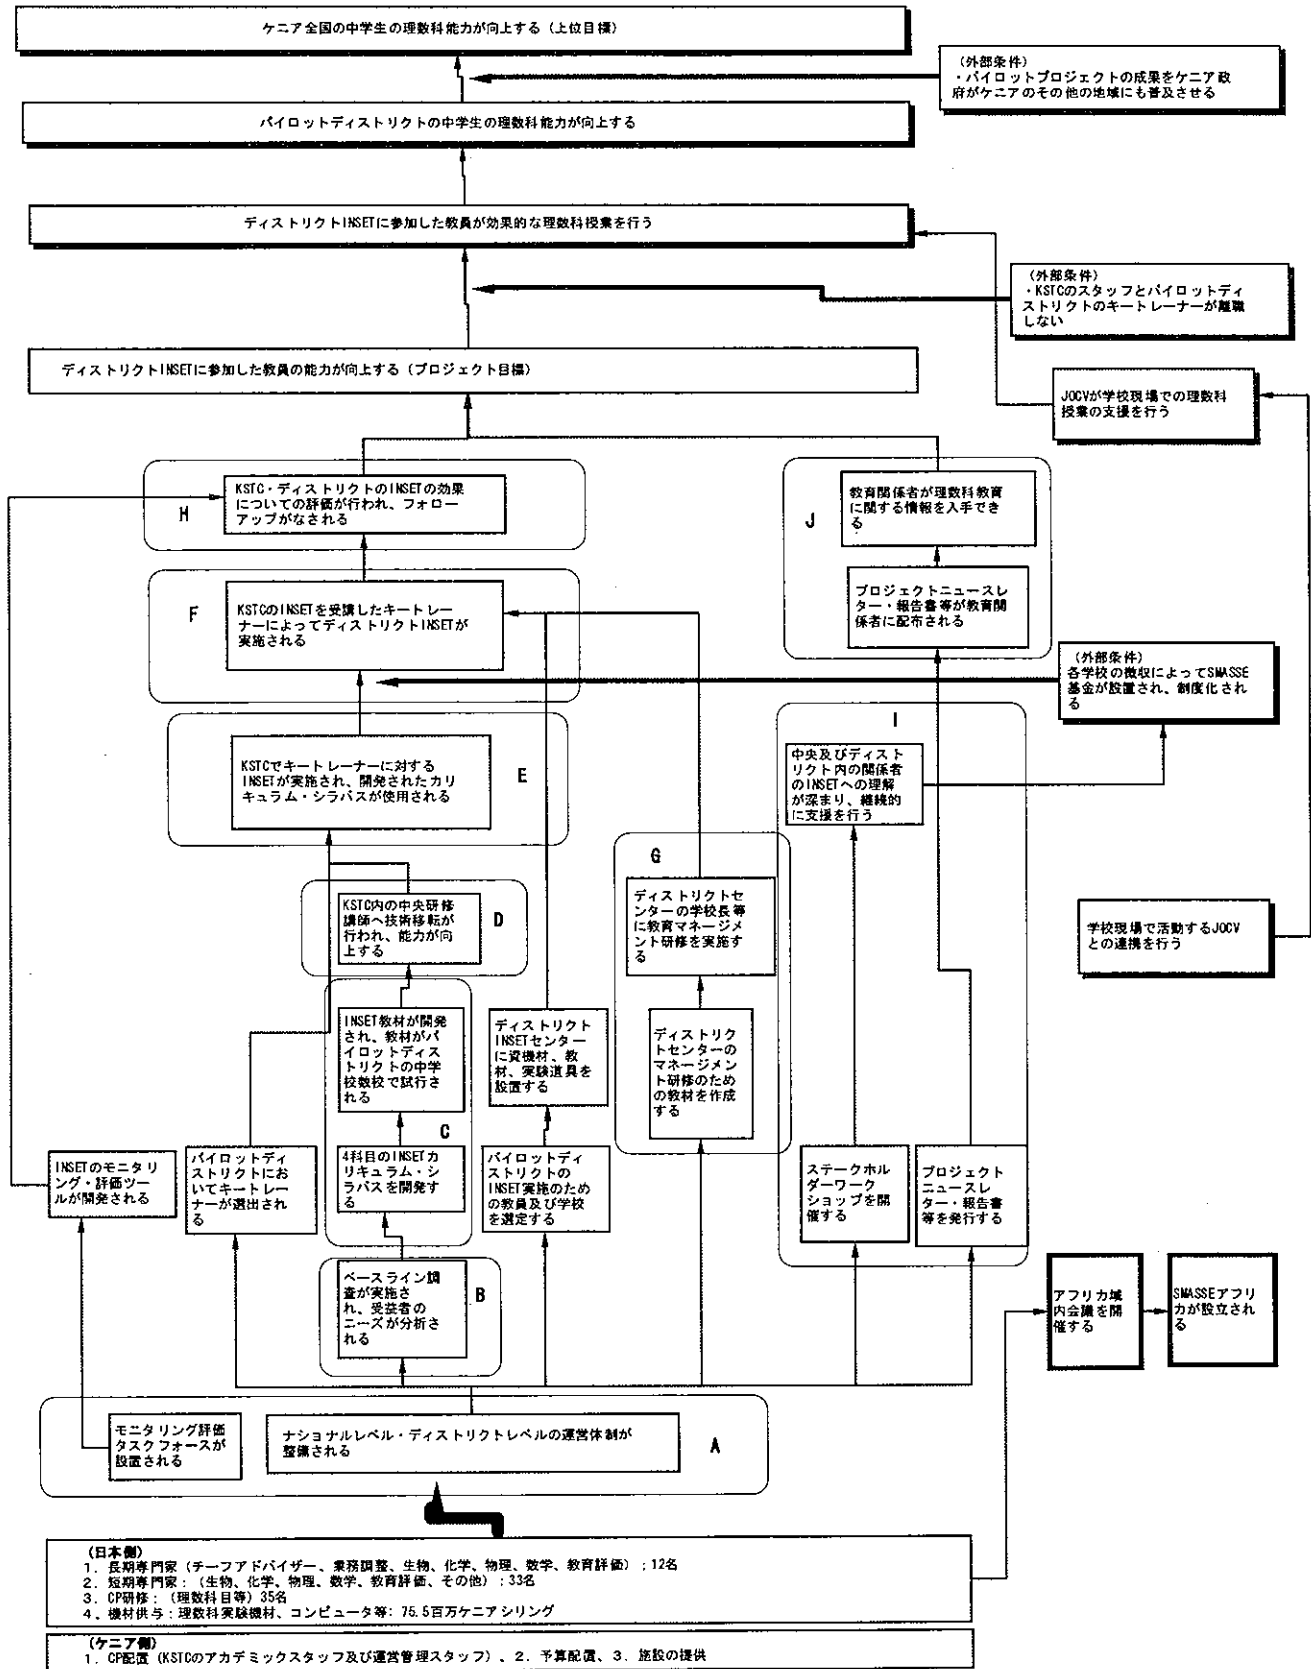 ケニア全国の中学生の理数科能力が向上する（上位目標）
（外部条件）
・パイロットプロジェクトの成果をケニア政
府がケニアのその他の地域にも普及させる
パイロットディストリクトの中学生の理数科能力が向上する
ディストリクトINSETに参加した教員が効果的な理数科授業を行う
（外部条件）
・KSTCのスタッフとパイロットディ
ストリクトのキートレーナーが離職
しない
ディストリクトINSETに参加した教員の能力が向上する（プロジェクト目標）
JOCVが学校現場での理数科
授業の支援を行う
H
KSTC・ディストリクトのINSETの効果
についての評価が行われ、フォロー
アップがなされる
J
教育関係者が理数科教育
に関する情報を入手でき
る
F
KSTCのINSETを受講したキートレー
ナーによってディストリクトINSETが
実施される
プロジェクトニュースレ
ター・報告書等が教育関
係者に配布される
（外部条件）
各学校の徴収によってSMASSE
基金が設置され、制度化され
る
I
KSTCでキートレーナーに対する
INSETが実施され、開発されたカリ
キュラム・シラバスが使用される
E
中央及びディスト
リクト内の関係者
のINSETへの理解
が深まり、継続的
に支援を行う
G
KSTC内の中央研修
講師へ技術移転が
行われ、能力が向
上する
D
ディストリクトセ
ンターの学校長等
に教育マネージメ
ント研修を実施す
る
学校現場で活動するJOCV
との連携を行う
INSET教材が開発
され、教材がパ
イロットディス
トリクトの中学
校数校で試行さ
れる
C
ディストリクト
INSETセンター
に資機材、教
材、実験道具を
設置する
ディストリク
トセンターの
マネージメン
ト研修のため
の教材を作成
する
INSETのモニタリ
ング・評価ツー
ルが開発される
パイロットディ
ストリクトにお
いてキートレー
ナーが選出され
る
4科目のINSETカ
リキュラム・シ
ラバスを開発す
る
パイロットディ
ストリクトの
INSET実施のため
の教員及び学校
を選定する
ステークホル
ダーワーク
ショップを開
催する
プロジェクト
ニュースレ
ター・報告書
等を発行する
ベースライン調
査が実施さ
れ、受益者の
ニーズが分析さ
れる
B
アフリカ域
内会議を開
催する
SMASSEアフリ
カが設立され
る
モニタリング評価
タスクフォースが
設置される
ナショナルレベル・ディストリクトレベルの運営体制が
整備される
A
（日本側）
1．長期専門家（チーフアドバイザー、業務調整、生物、化学、物理、数学、教育評価）；12名
2．短期専門家：（生物、化学、物理、数学、教育評価、その他）；33名
3．CP研修：（理数科目等）35名
4．機材供与：理数科実験機材、コンピュータ等：75.5百万ケニアシリング
（ケニア側）
1．CP配置（KSTCのアカデミックスタッフ及び運営管理スタッフ）、2．予算配置、3．施設の提供